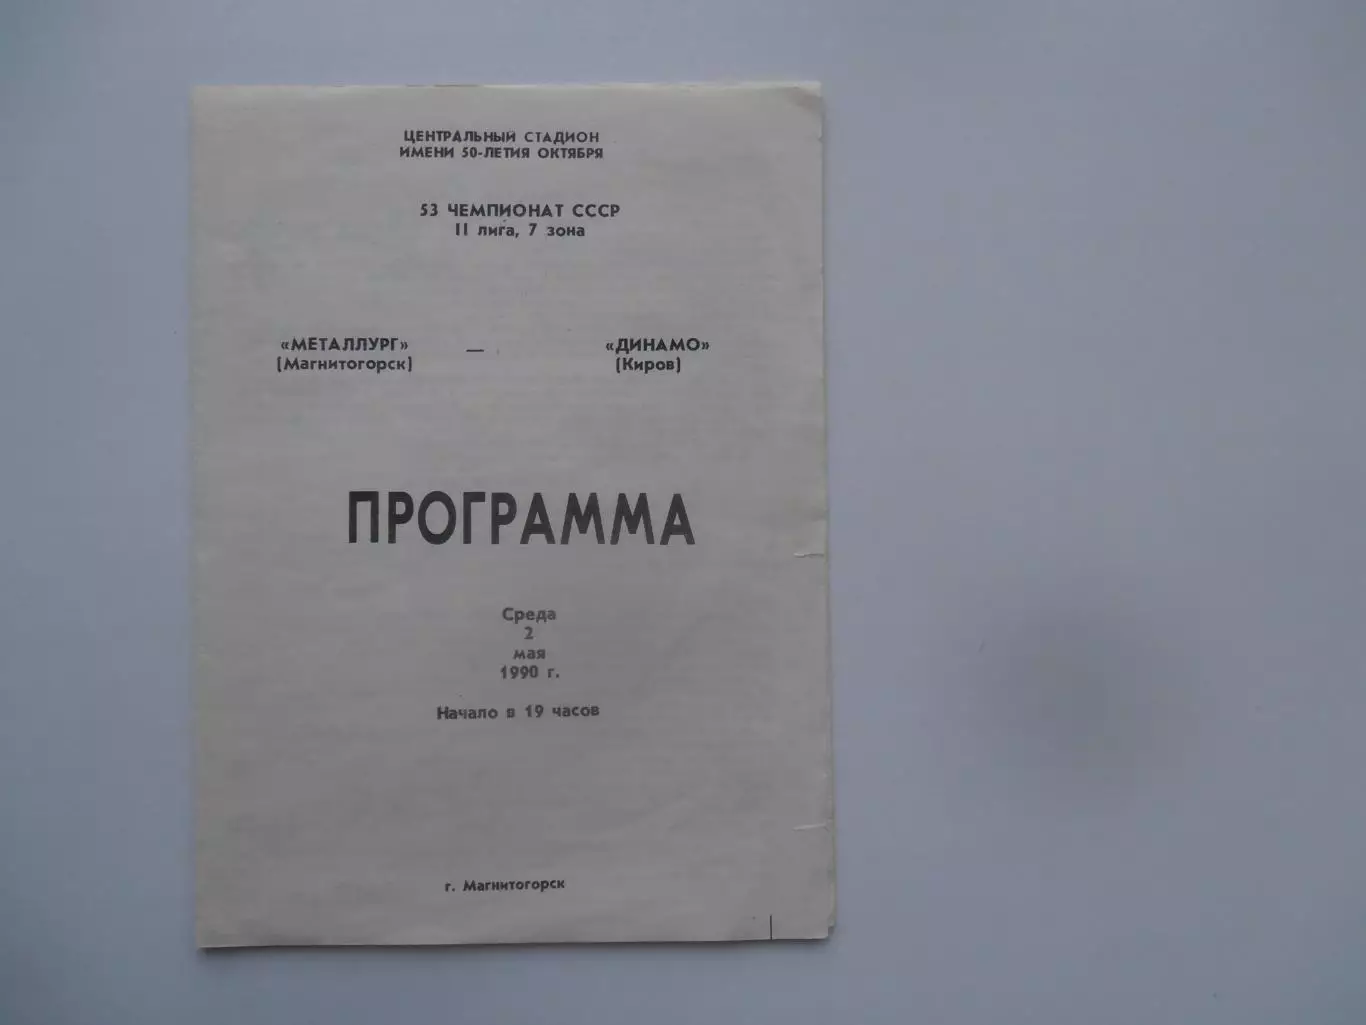 ЦЕНТРАЛЬНЫЙ СТАДИОН
ИМЕНИ 50-ЛЕТИЯ ОКТЯБРЯ
53 ЧЕМПИОНАТ СССР
II лига, 7 зона
«МЕТАЛЛУРГ» — «ДИНАМО»
(Магнитогорск) (Киров)
ПРОГРАММА
Среда
2
мая
1990 г.
Начало в 19 часов
г. Магнитогорск